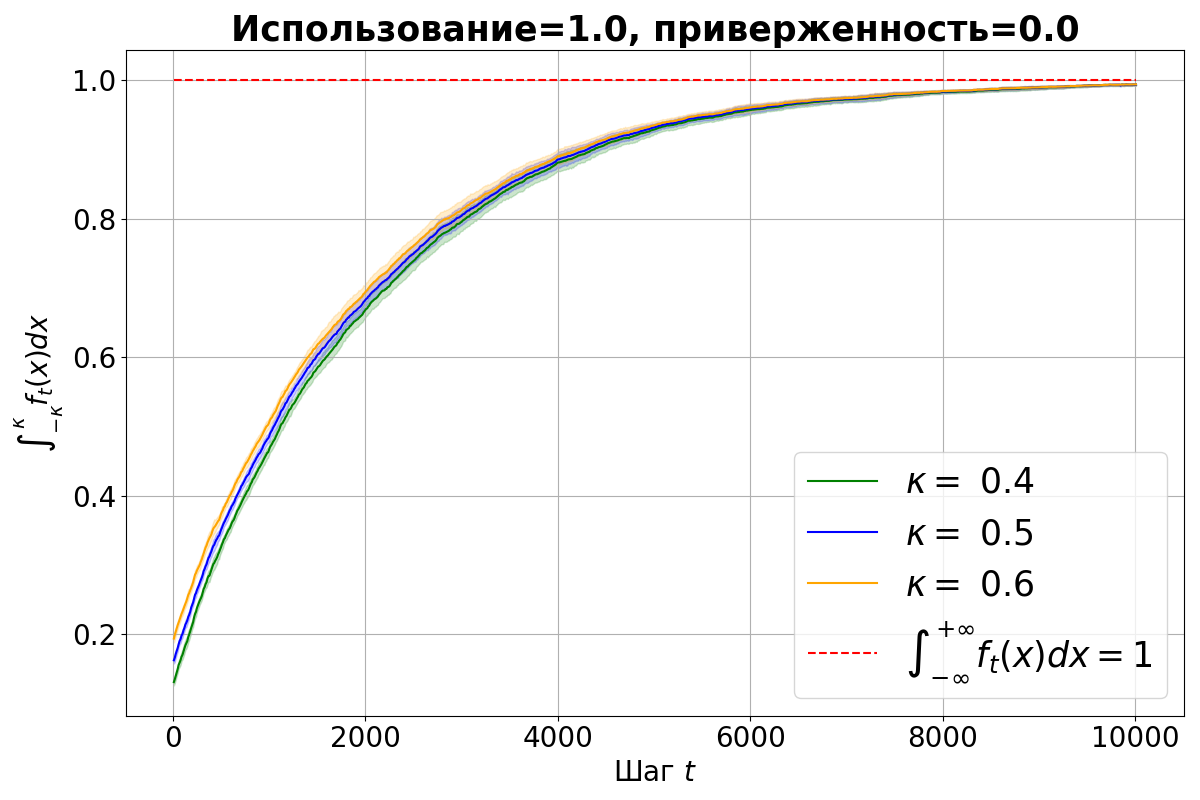 Использование=1.0, приверженность=0.0
1.0
0.8
0.6
0.4
0.2
∫_{-κ}^{κ} f_t(x)dx
κ = 0.4
κ = 0.5
κ = 0.6
∫_{-∞}^{+∞} f_t(x)dx = 1
0 2000 4000 6000 8000 10000
Шаг t